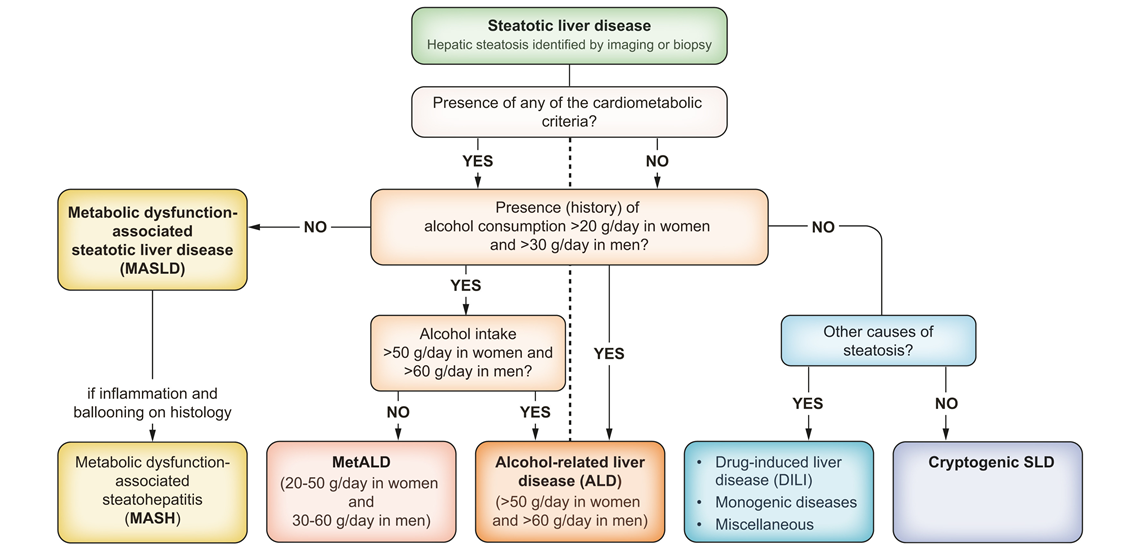 Steatotic liver disease
Hepatic steatosis identified by imaging or biopsy
Presence of any of the cardiometabolic
criteria?
YES
NO
Metabolic dysfunction-
associated
steatotic liver disease
(MASLD)
NO
Presence (history) of
alcohol consumption >20 g/day in women
and >30 g/day in men?
NO
YES
Alcohol intake
>50 g/day in women and
>60 g/day in men?
YES
Other causes of
steatosis?
if inflammation and
ballooning on histology
NO
YES
YES
NO
Metabolic dysfunction-
associated
steatohepatitis
(MASH)
MetALD
(20-50 g/day in women
and
30-60 g/day in men)
Alcohol-related liver
disease (ALD)
(>50 g/day in women
and >60 g/day in men)
• Drug-induced liver
disease (DILI)
• Monogenic diseases
• Miscellaneous
Cryptogenic SLD